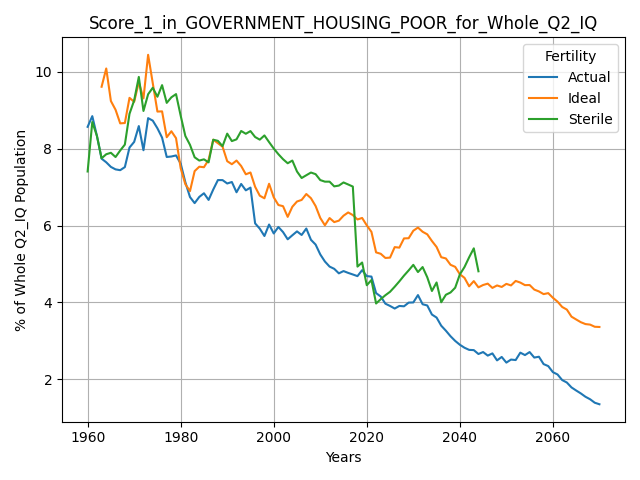 Score_1_in_GOVERNMENT_HOUSING_POOR_for_Whole_Q2_IQ
% of Whole Q2_IQ Population
10
8
6
4
2
Fertility
Actual
Ideal
Sterile
1960 1980 2000 2020 2040 2060
Years